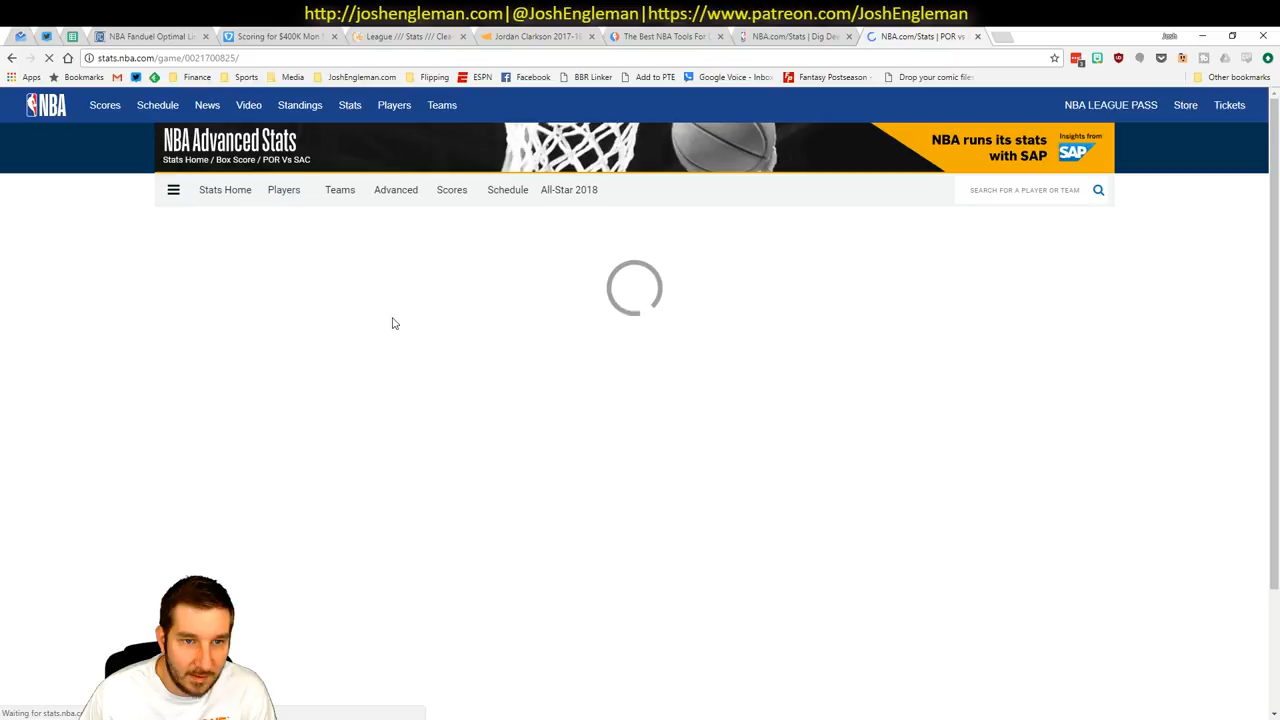 http://joshengleman.com|@JoshEngleman|https://www.patreon.com/JoshEngleman
NBA Fanduel Optimal Li
Scoring for $400K Mon
League /// Stats /// Clea
Jordan Clarkson 2017-18
The Best NBA Tools For
NBA.com/Stats | Dig De
NBA.com/Stats | POR vs
Josh
stats.nba.com/game/0021700825/
Apps
Bookmarks
Finance
Sports
Media
JoshEngleman.com
Flipping
ESPN
Facebook
BBR Linker
Add to PTE
Google Voice - Inbo
Fantasy Postseason -
Drop your comic files
Other bookmarks
NBA
Scores
Schedule
News
Video
Standings
Stats
Players
Teams
NBA LEAGUE PASS
Store
Tickets
NBA Advanced Stats
Stats Home / Box Score / POR Vs SAC
NBA runs its stats
with SAP
Insights from
SAP
Stats Home
Players
Teams
Advanced
Scores
Schedule
All-Star 2018
SEARCH FOR A PLAYER OR TEAM
Waiting for stats.nba.c